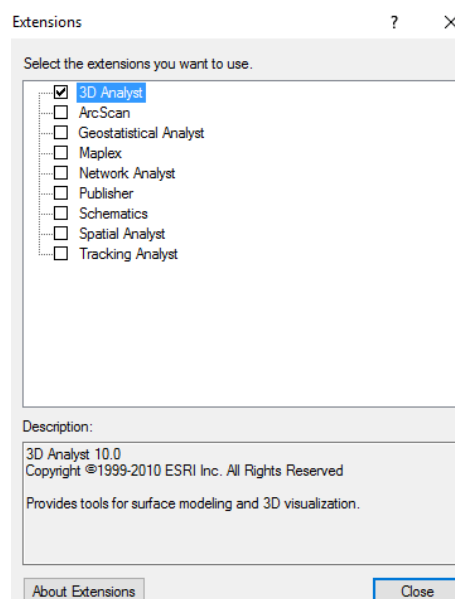 Extensions ? ×
Select the extensions you want to use.
3D Analyst
ArcScan
Geostatistical Analyst
Maplex
Network Analyst
Publisher
Schematics
Spatial Analyst
Tracking Analyst
Description:
3D Analyst 10.0
Copyright ©1999-2010 ESRI Inc. All Rights Reserved
Provides tools for surface modeling and 3D visualization.
About Extensions Close